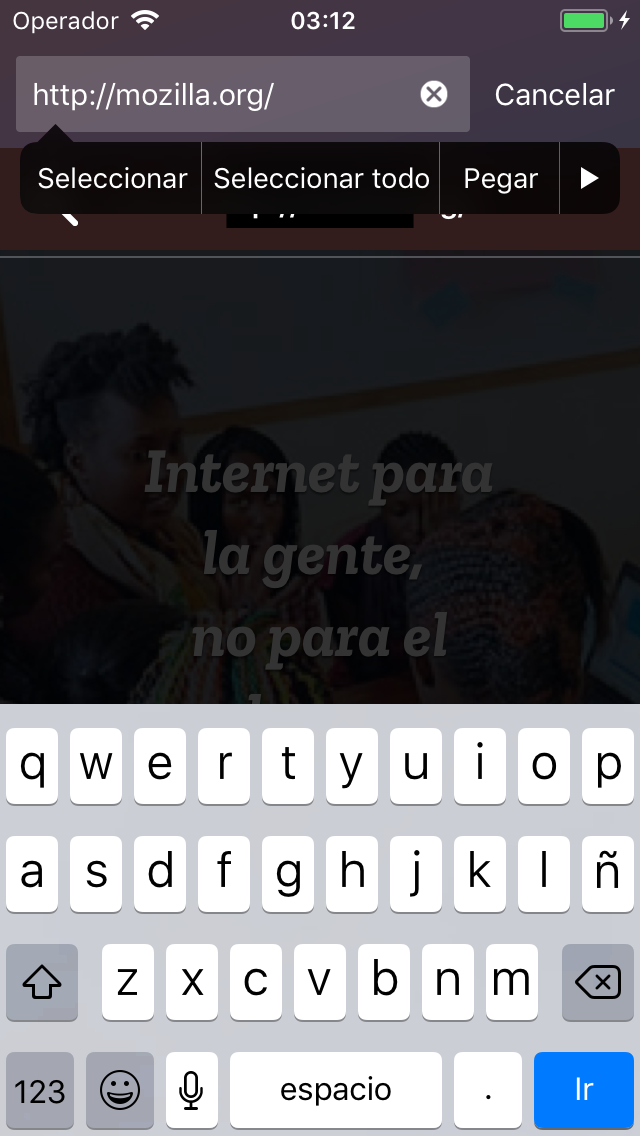 Operador 03:12
http://mozilla.org/ Cancelar
Seleccionar Seleccionar todo Pegar
Internet para
la gente,
no para el
q w e r t y u i o p
a s d f g h j k l ñ
z x c v b n m
123 espacio . Ir